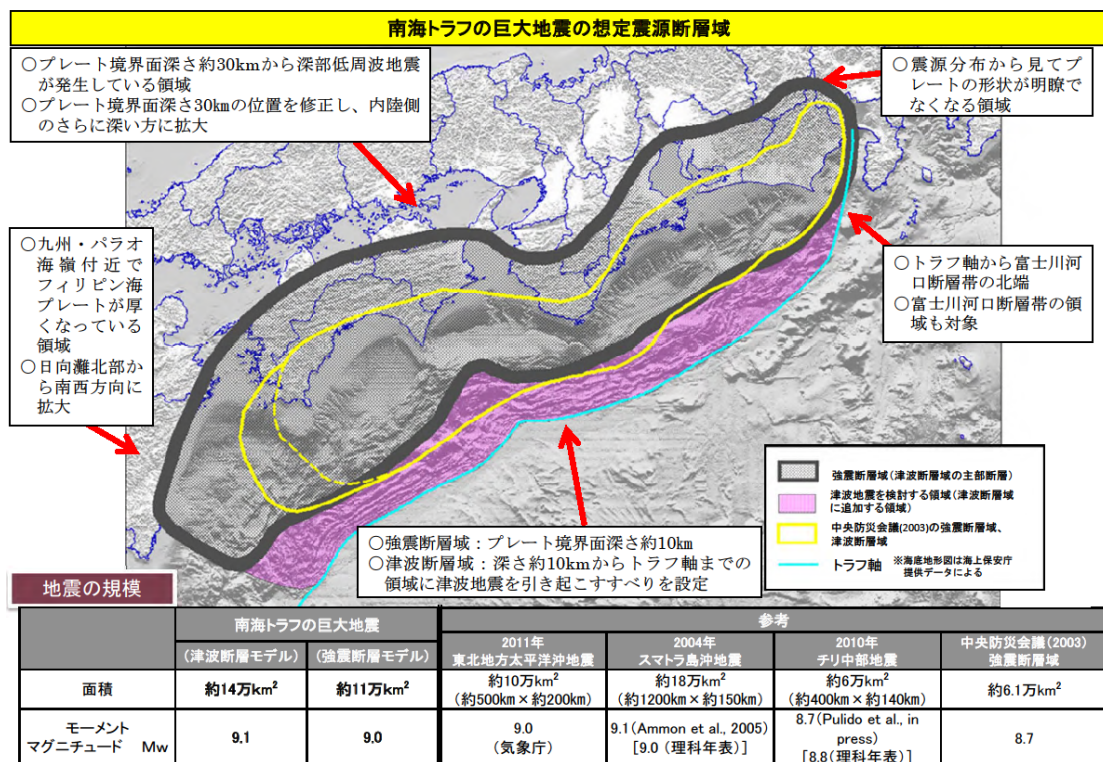 南海トラフの巨大地震の想定震源断層域
○プレート境界面深さ約30kmから深部低周波地震
が発生している領域
○プレート境界面深さ30kmの位置を修正し、内陸側
のさらに深い方に拡大
○震源分布から見てプ
レートの形状が明瞭で
なくなる領域
○九州・パラオ
海嶺付近で
フィリピン海
プレートが厚
くなっている
領域
○日向灘北部か
ら南西方向に
拡大
○トラフ軸から富士川河
口断層帯の北端
○富士川河口断層帯の領
域も対象
強震断層域(津波断層域の主部断層)
津波地震を検討する領域(津波断層域
に追加する領域)
中央防災会議(2003)の強震断層域、
津波断層域
トラフ軸 ※海底地形図は海上保安庁
提供データによる
○強震断層域：プレート境界面深さ約10km
○津波断層域：深さ約10kmからトラフ軸までの
領域に津波地震を引き起こすすべりを設定
地震の規模
南海トラフの巨大地震 参考
(津波断層モデル) (強震断層モデル) 2011年 東北地方太平洋沖地震 2004年 スマトラ島沖地震 2010年 チリ中部地震 中央防災会議(2003) 強震断層域
面積 約14万km² 約11万km² 約10万km² (約500km×約200km) 約18万km² (約1200km×約150km) 約6万km² (約400km×約140km) 約6.1万km²
モーメント マグニチュード Mw 9.1 9.0 9.0 (気象庁) 9.1(Ammon et al., 2005) [9.0 (理科年表)] 8.7(Pulido et al., in press) [8.8(理科年表)] 8.7